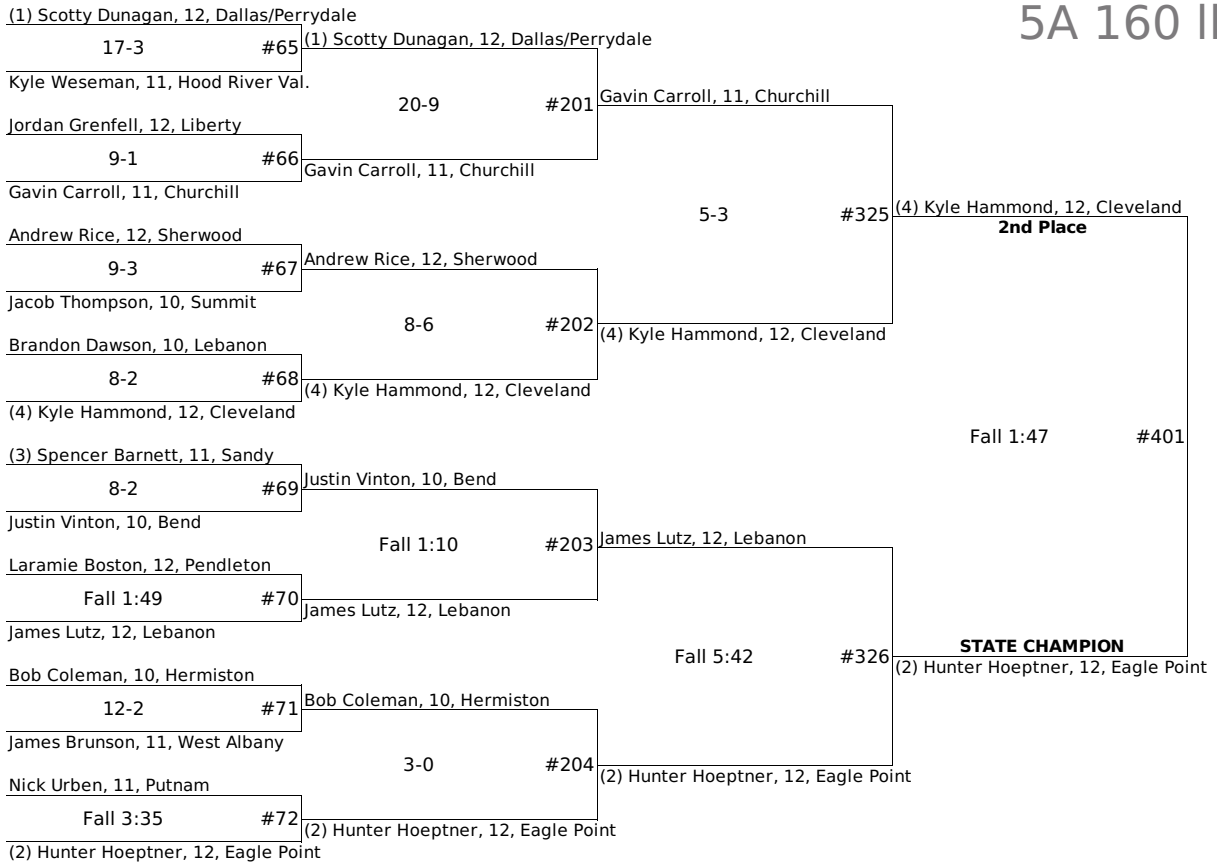 5A 160 l
(1) Scotty Dunagan, 12, Dallas/Perrydale
17-3 #65
Kyle Weseman, 11, Hood River Val.
Jordan Grenfell, 12, Liberty
9-1 #66
Gavin Carroll, 11, Churchill
Andrew Rice, 12, Sherwood
9-3 #67
Jacob Thompson, 10, Summit
Brandon Dawson, 10, Lebanon
8-2 #68
(4) Kyle Hammond, 12, Cleveland
(3) Spencer Barnett, 11, Sandy
8-2 #69
Justin Vinton, 10, Bend
Laramie Boston, 12, Pendleton
Fall 1:49 #70
James Lutz, 12, Lebanon
Bob Coleman, 10, Hermiston
12-2 #71
James Brunson, 11, West Albany
Nick Urben, 11, Putnam
Fall 3:35 #72
(2) Hunter Hoeptner, 12, Eagle Point
(1) Scotty Dunagan, 12, Dallas/Perrydale
20-9 #201
Gavin Carroll, 11, Churchill
Andrew Rice, 12, Sherwood
8-6 #202
(4) Kyle Hammond, 12, Cleveland
Justin Vinton, 10, Bend
Fall 1:10 #203
James Lutz, 12, Lebanon
Bob Coleman, 10, Hermiston
3-0 #204
(2) Hunter Hoeptner, 12, Eagle Point
Gavin Carroll, 11, Churchill
5-3 #325
(4) Kyle Hammond, 12, Cleveland
James Lutz, 12, Lebanon
Fall 5:42 #326
(2) Hunter Hoeptner, 12, Eagle Point
(4) Kyle Hammond, 12, Cleveland
2nd Place
Fall 1:47 #401
STATE CHAMPION
(2) Hunter Hoeptner, 12, Eagle Point